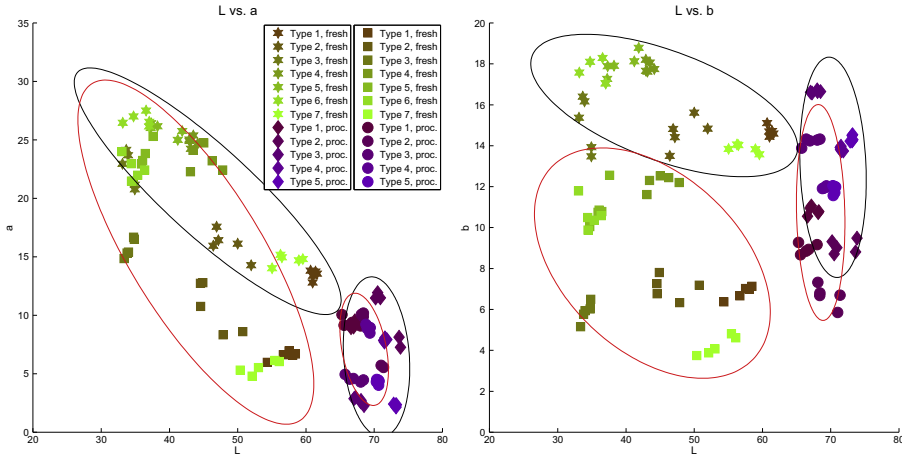 L vs. a
35
30
25
20
15
10
5
0
a
20
30
40
50
60
70
80
L
Type 1, fresh
Type 2, fresh
Type 3, fresh
Type 4, fresh
Type 5, fresh
Type 6, fresh
Type 7, fresh
Type 1, proc.
Type 2, proc.
Type 3, proc.
Type 4, proc.
Type 5, proc.
Type 1, fresh
Type 2, fresh
Type 3, fresh
Type 4, fresh
Type 5, fresh
Type 6, fresh
Type 7, fresh
Type 1, proc.
Type 2, proc.
Type 3, proc.
Type 4, proc.
Type 5, proc.
L vs. b
20
18
16
14
12
10
8
6
4
2
0
b
20
30
40
50
60
70
80
L